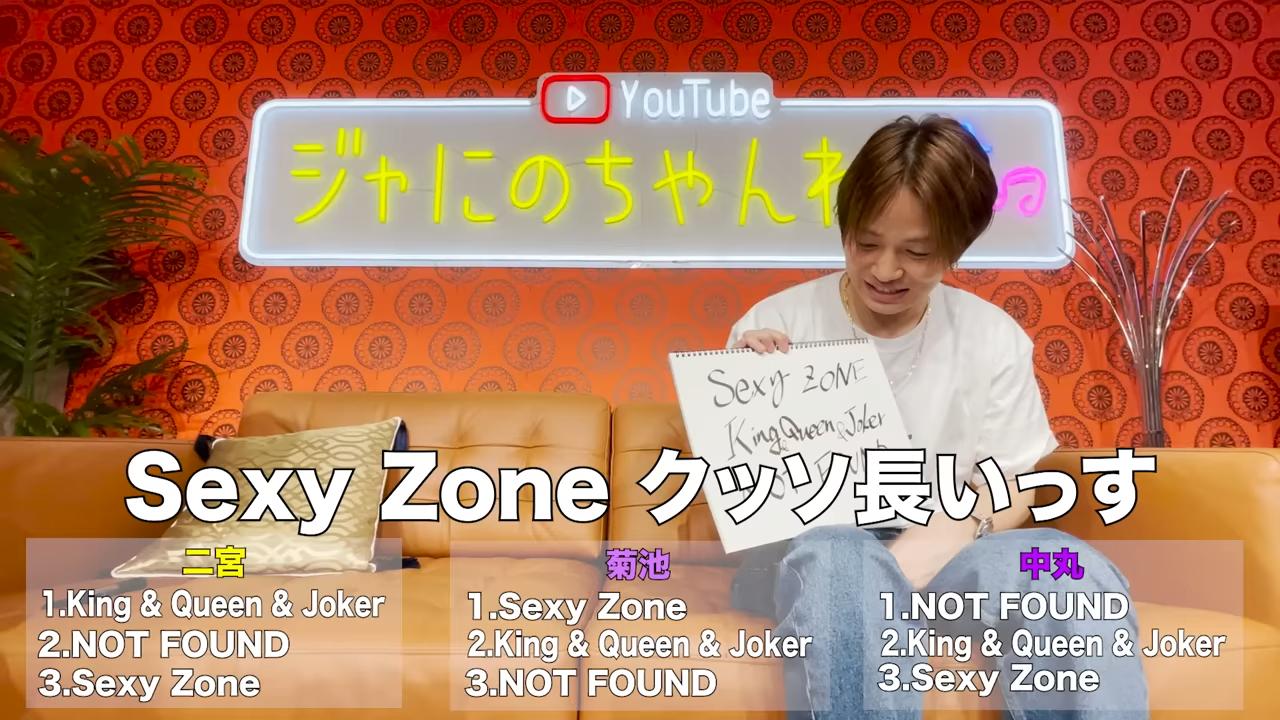 YouTube
ジャにのちゃんね
Sexy ZONE
King&Queen&Joker
Sexy Zone クッソ長いっす
二宮
1.King & Queen & Joker
2.NOT FOUND
3.Sexy Zone
菊池
1.Sexy Zone
2.King & Queen & Joker
3.NOT FOUND
中丸
1.NOT FOUND
2.King & Queen & Joker
3.Sexy Zone